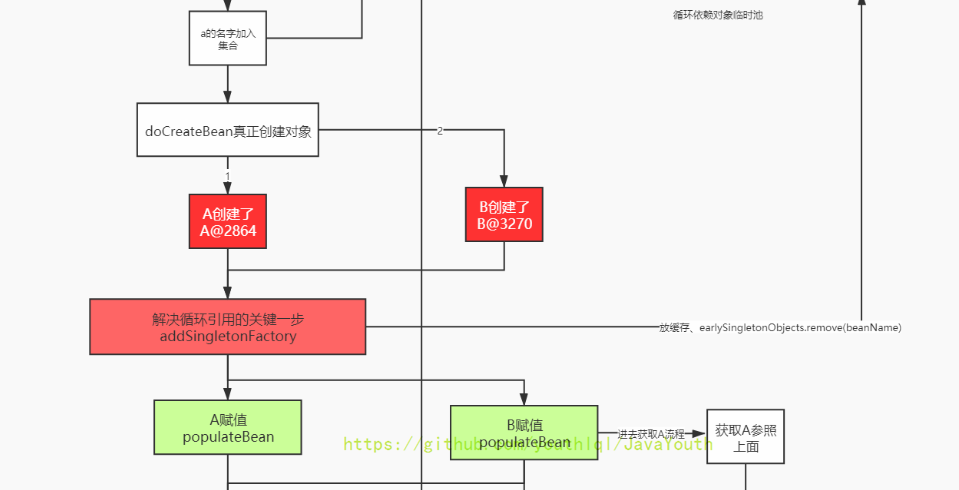 循环依赖对象临时池
a的名字加入
集合
doCreateBean真正创建对象
2
1
A创建了
A@2864
B创建了
B@3270
解决循环引用的关键一步
addSingletonFactory
放缓存、earlySingletonObjects.remove(beanName)
A赋值
populateBean
B赋值
populateBean
进去获取A流程
获取A参照
上面
https://github.com/youthlql/JavaYouth